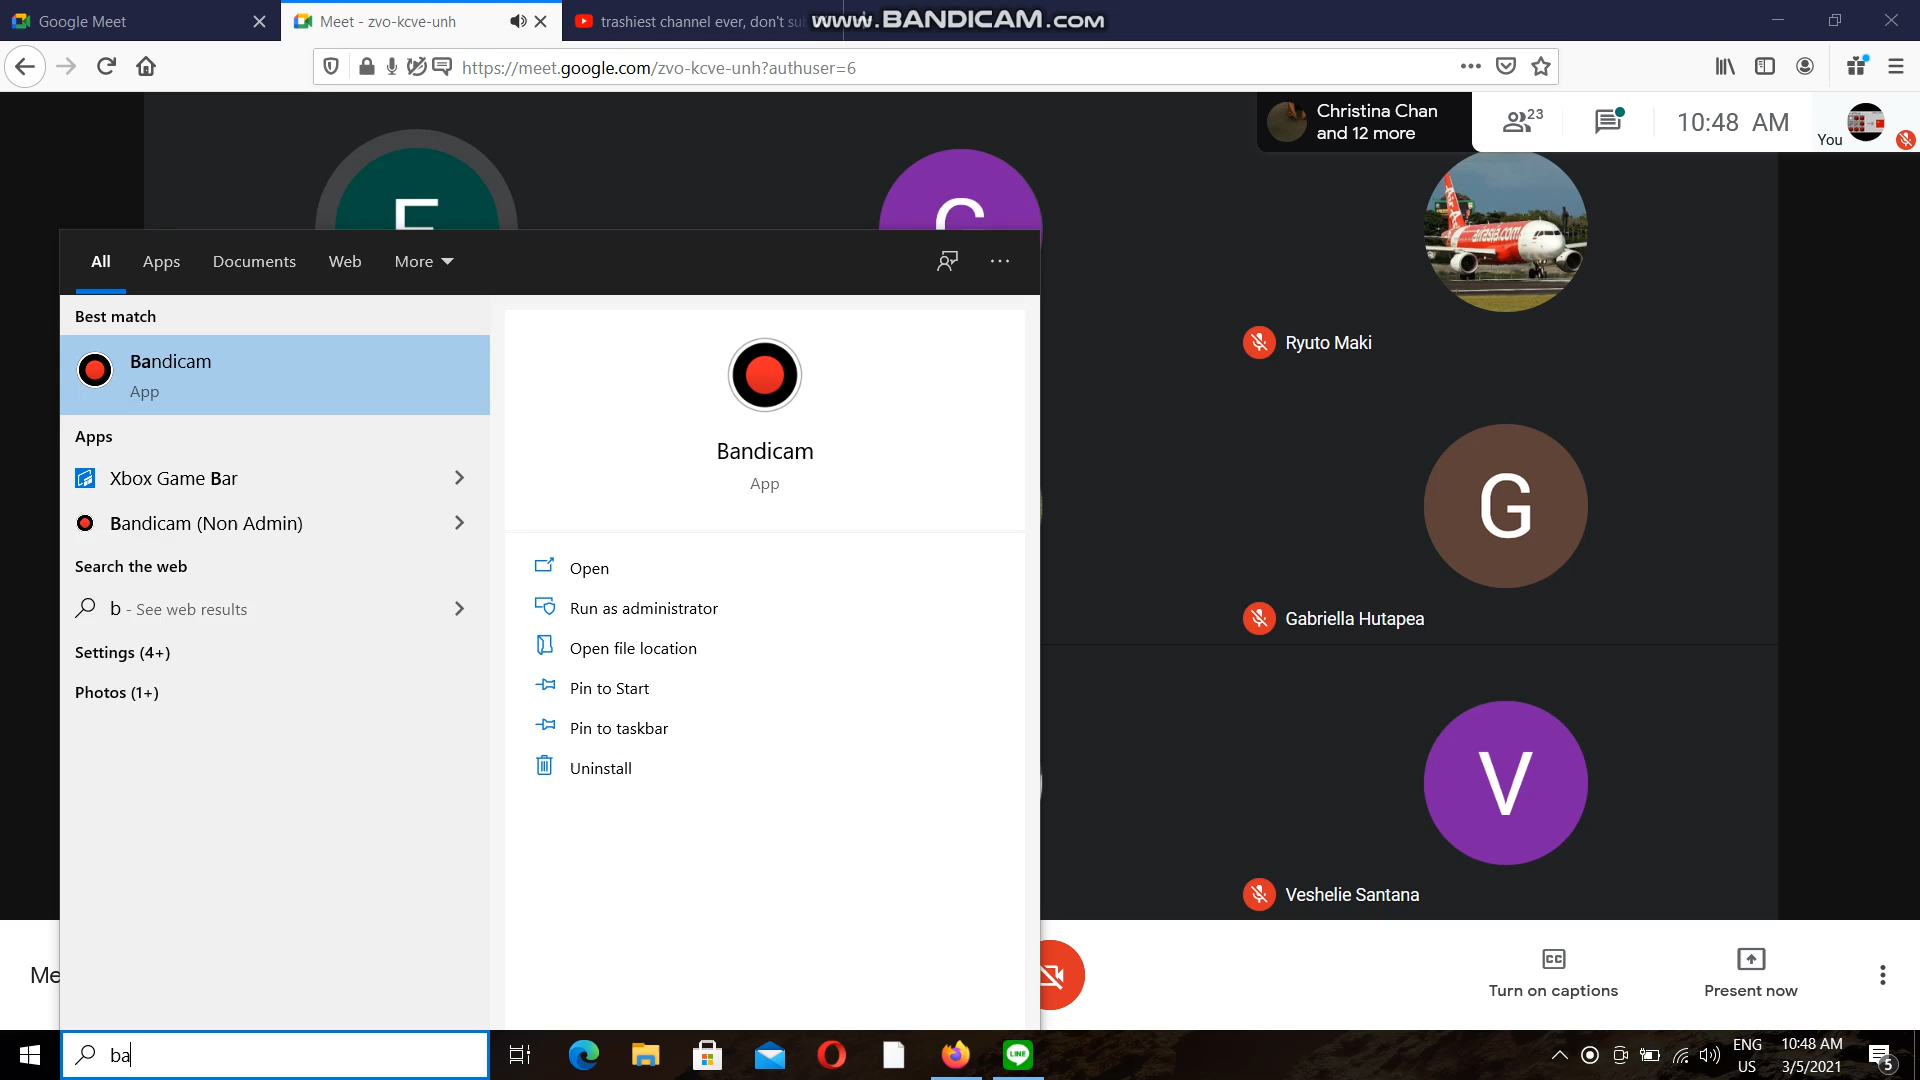 Google Meet
Meet - zvo-kcve-unh
trashiest channel ever, don't su
www.BANDICAM.com
https://meet.google.com/zvo-kcve-unh?authuser=6
Christina Chan
and 12 more
23
10:48 AM
You
E
C
airasia.com
Ryuto Maki
G
Gabriella Hutapea
V
Veshelie Santana
All
Apps
Documents
Web
More
Best match
Bandicam
App
Apps
Xbox Game Bar
Bandicam (Non Admin)
Search the web
b - See web results
Settings (4+)
Photos (1+)
Bandicam
App
Open
Run as administrator
Open file location
Pin to Start
Pin to taskbar
Uninstall
Me
CC
Turn on captions
Present now
ba
LINE
ENG
US
10:48 AM
3/5/2021
5